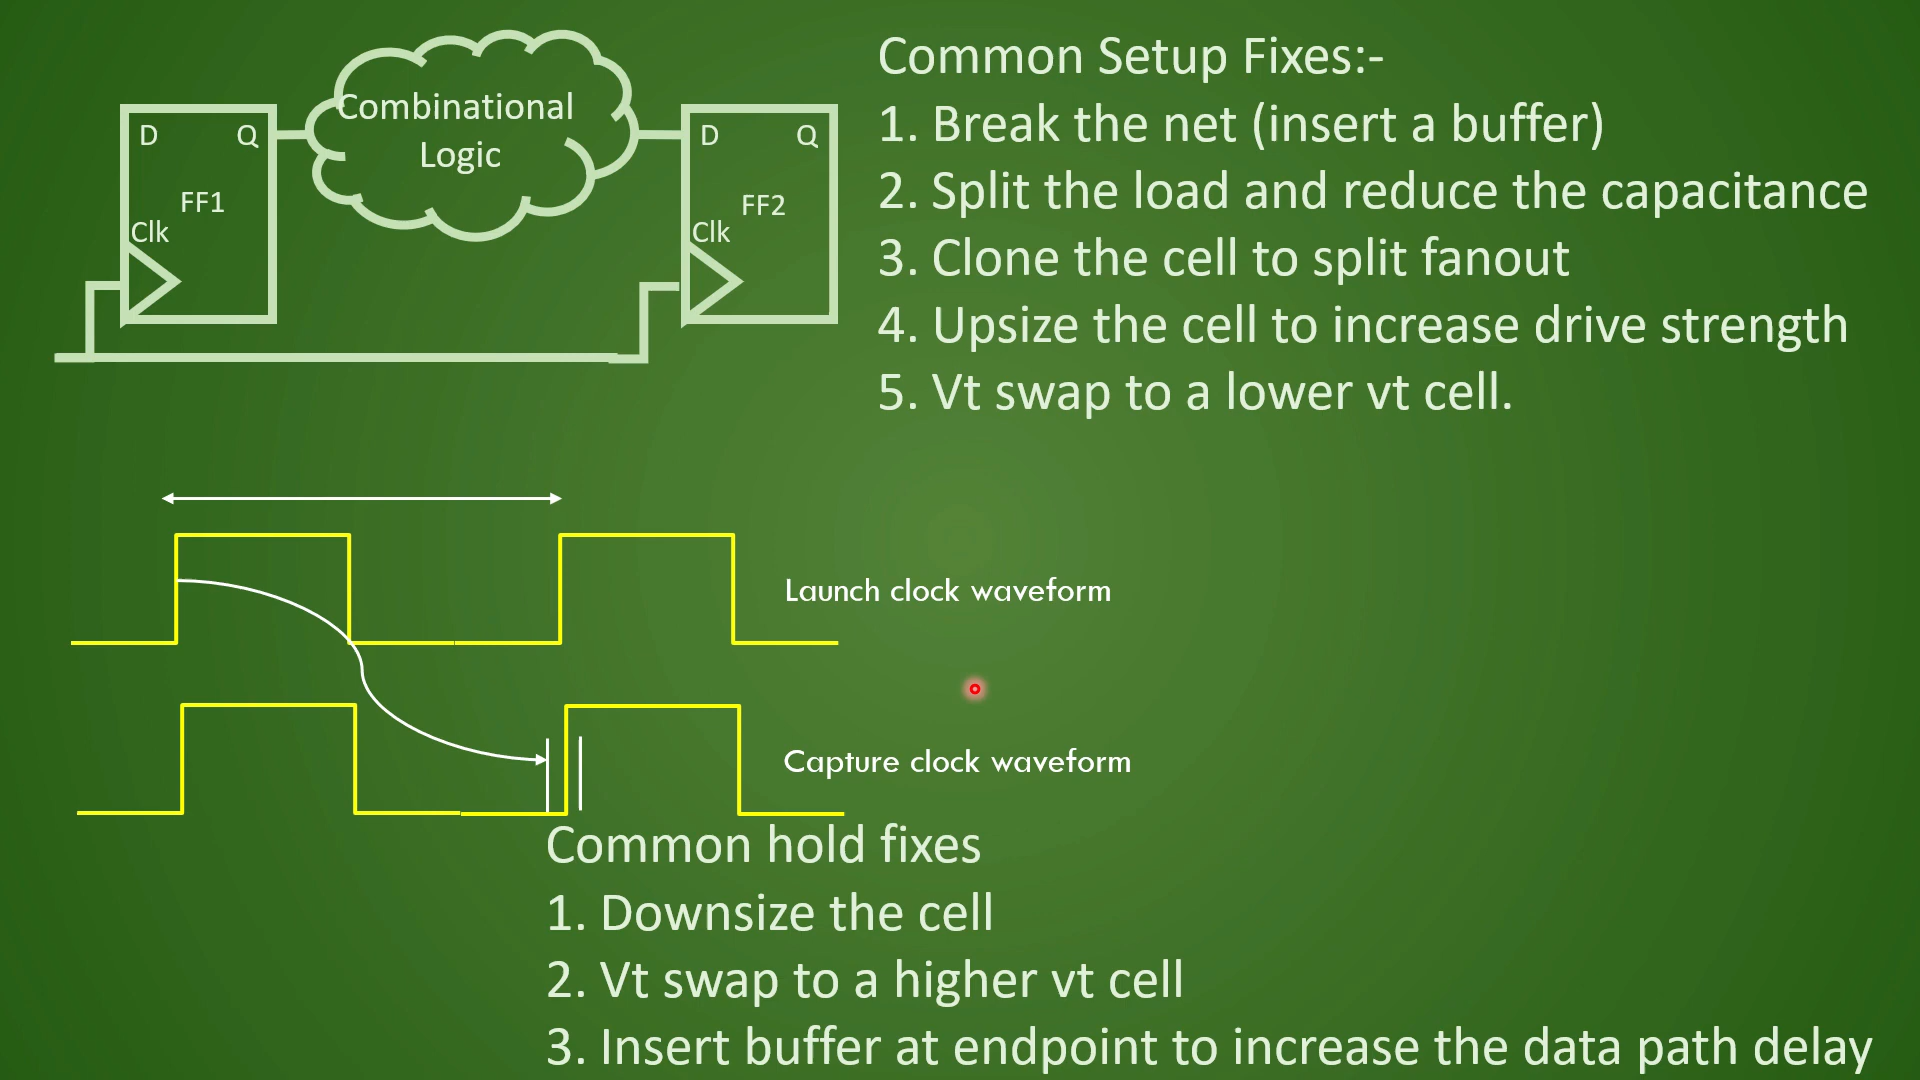 Combinational
Logic
D Q
FF1
Clk
D Q
FF2
Clk
Common Setup Fixes:-
1. Break the net (insert a buffer)
2. Split the load and reduce the capacitance
3. Clone the cell to split fanout
4. Upsize the cell to increase drive strength
5. Vt swap to a lower vt cell.
Launch clock waveform
Capture clock waveform
Common hold fixes
1. Downsize the cell
2. Vt swap to a higher vt cell
3. Insert buffer at endpoint to increase the data path delay